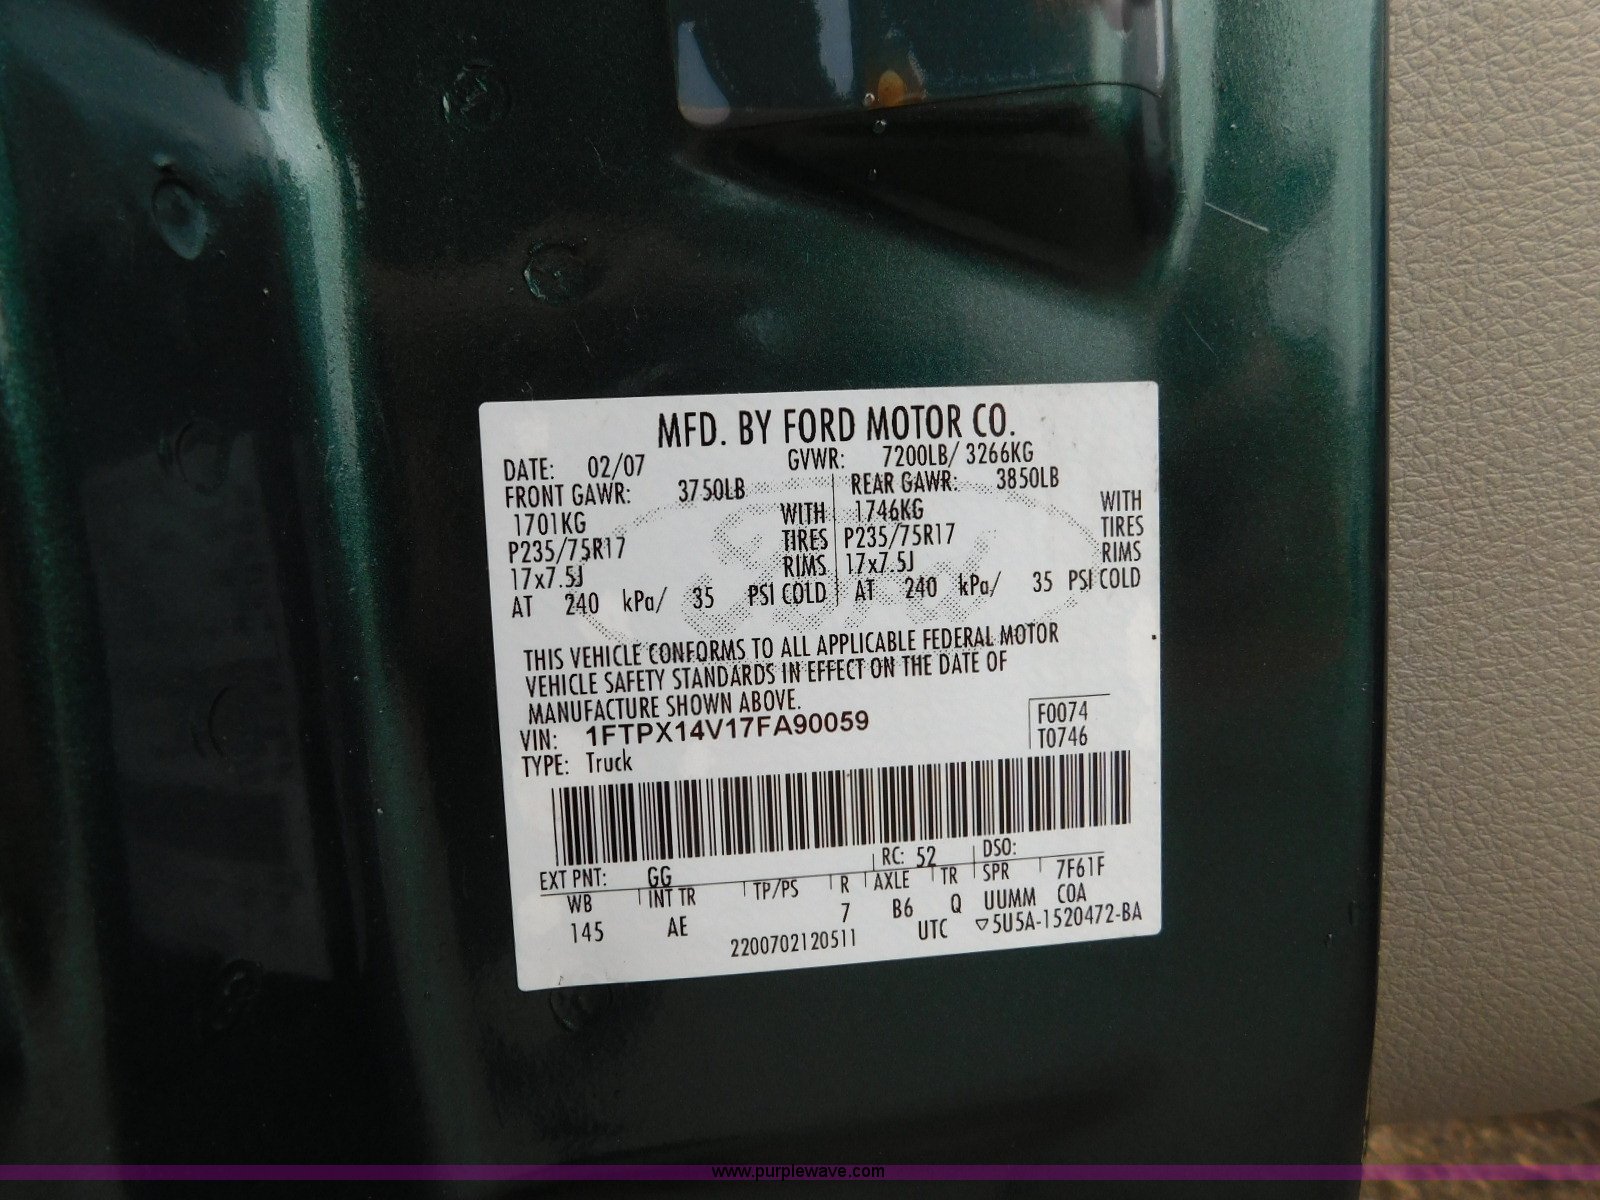 MFD. BY FORD MOTOR CO.
DATE: 02/07 GVWR: 7200LB/ 3266KG
FRONT GAWR: 3750LB REAR GAWR: 3850LB
1701KG WITH 1746KG WITH
P235/75R17 TIRES P235/75R17 TIRES
17x7.5J RIMS 17x7.5J RIMS
AT 240 kPa/ 35 PSI COLD AT 240 kPa/ 35 PSI COLD
THIS VEHICLE CONFORMS TO ALL APPLICABLE FEDERAL MOTOR
VEHICLE SAFETY STANDARDS IN EFFECT ON THE DATE OF
MANUFACTURE SHOWN ABOVE.
VIN: 1FTPX14V17FA90059 F0074
TYPE: Truck T0746
EXT PNT: GG RC: 52 DSO:
WB INT TR TP/PS R AXLE TR SPR 7F61F
145 AE 7 B6 Q UUMM COA
2200702120511 UTC ▽5U5A-1520472-BA
www.purplewave.com